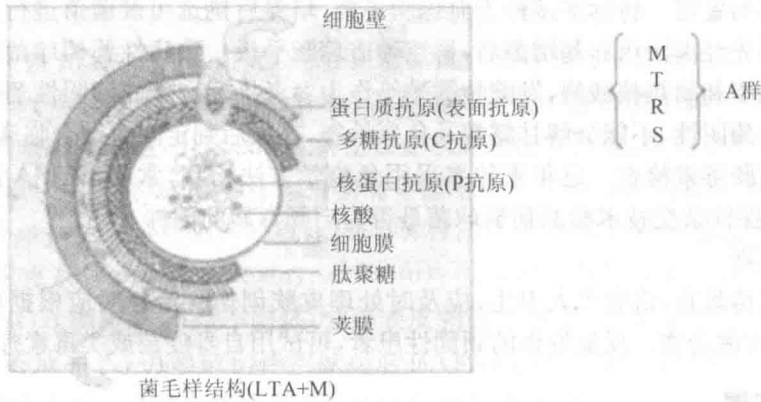 细胞壁
蛋白质抗原(表面抗原)
多糖抗原(C抗原)
核蛋白抗原(P抗原)
核酸
细胞膜
肽聚糖
荚膜
菌毛样结构(LTA+M)
M
T
R
S
A群